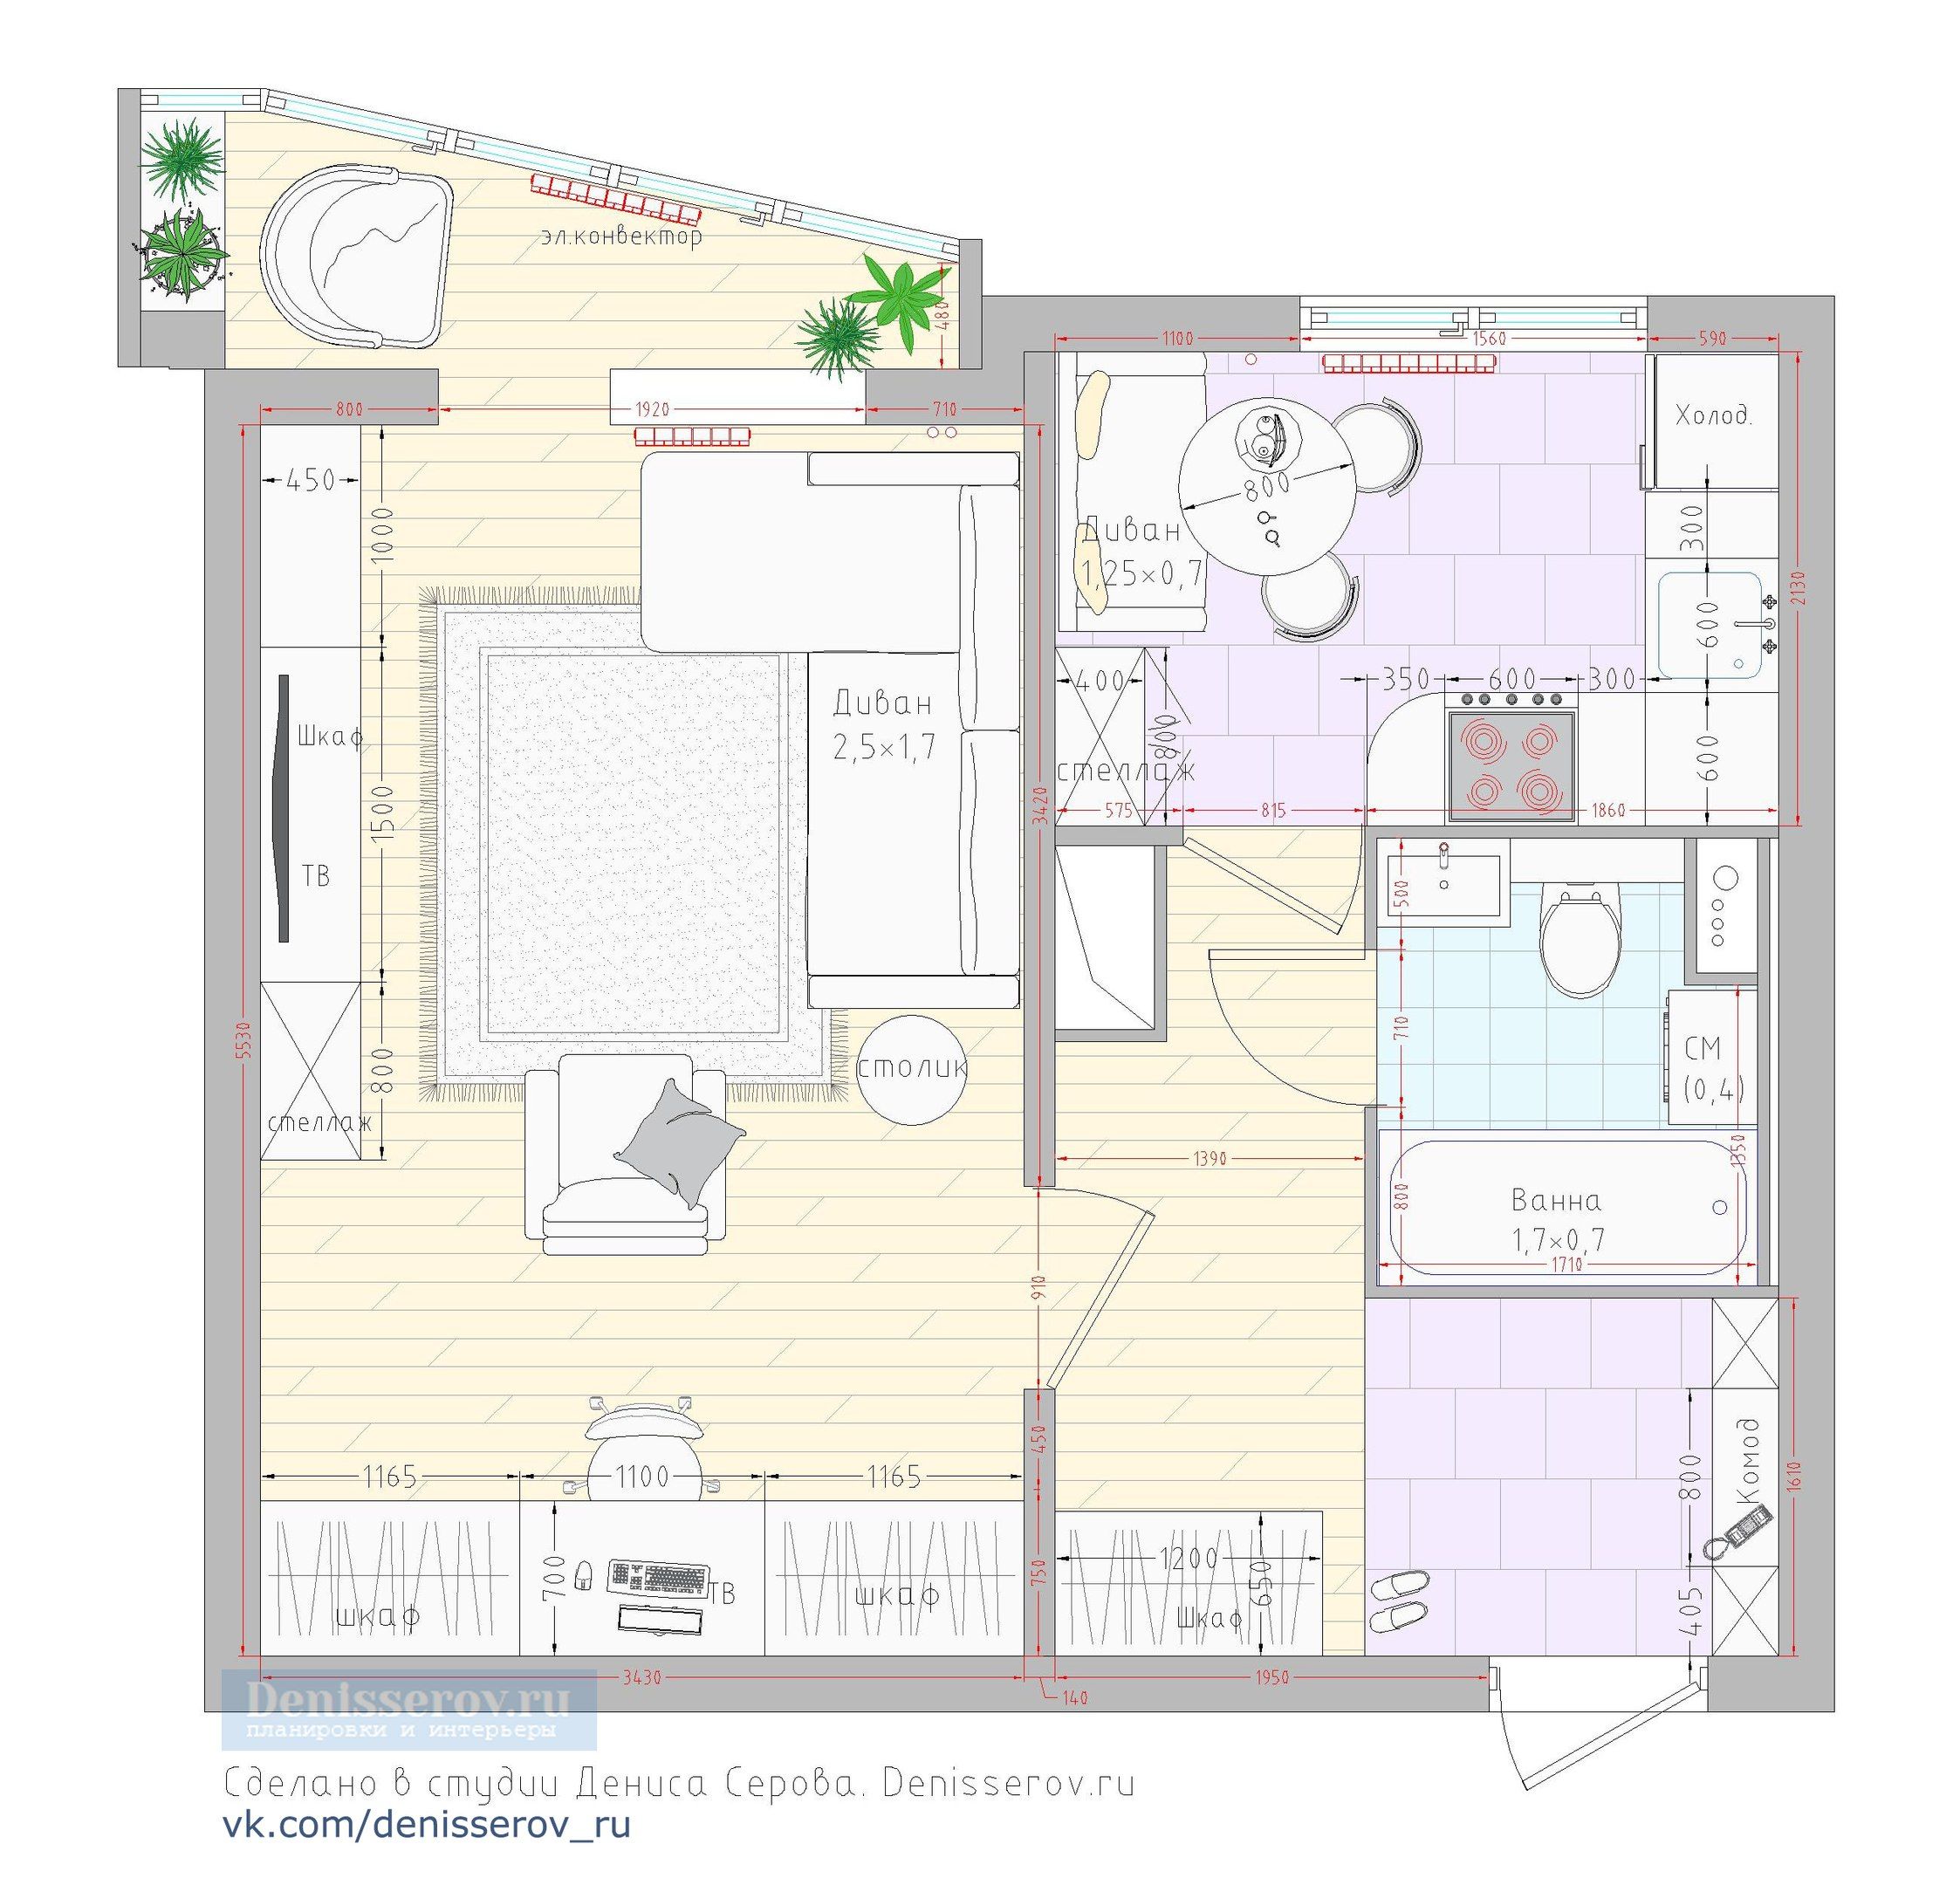 эл.конвектор
480
1100
1560
590
800
1920
710
Холод.
450
1000
800
Диван
1,25×0,7
300
600
2130
400
350
600
300
Диван
2,5×1,7
Шкаф
1500
ТВ
800
стеллаж
600
575
815
1860
3420
500
5530
710
столик
800
СМ
(0,4)
стеллаж
1390
1350
800
Ванна
1,7×0,7
1710
910
450
1165
1100
1165
800
Комод
1610
700
ТВ
шкаф
шкаф
750
1200
650
Шкаф
405
3430
140
1950
Denisserov.ru
планировки и интерьеры
Сделано в студии Дениса Серова. Denisserov.ru
vk.com/denisserov_ru